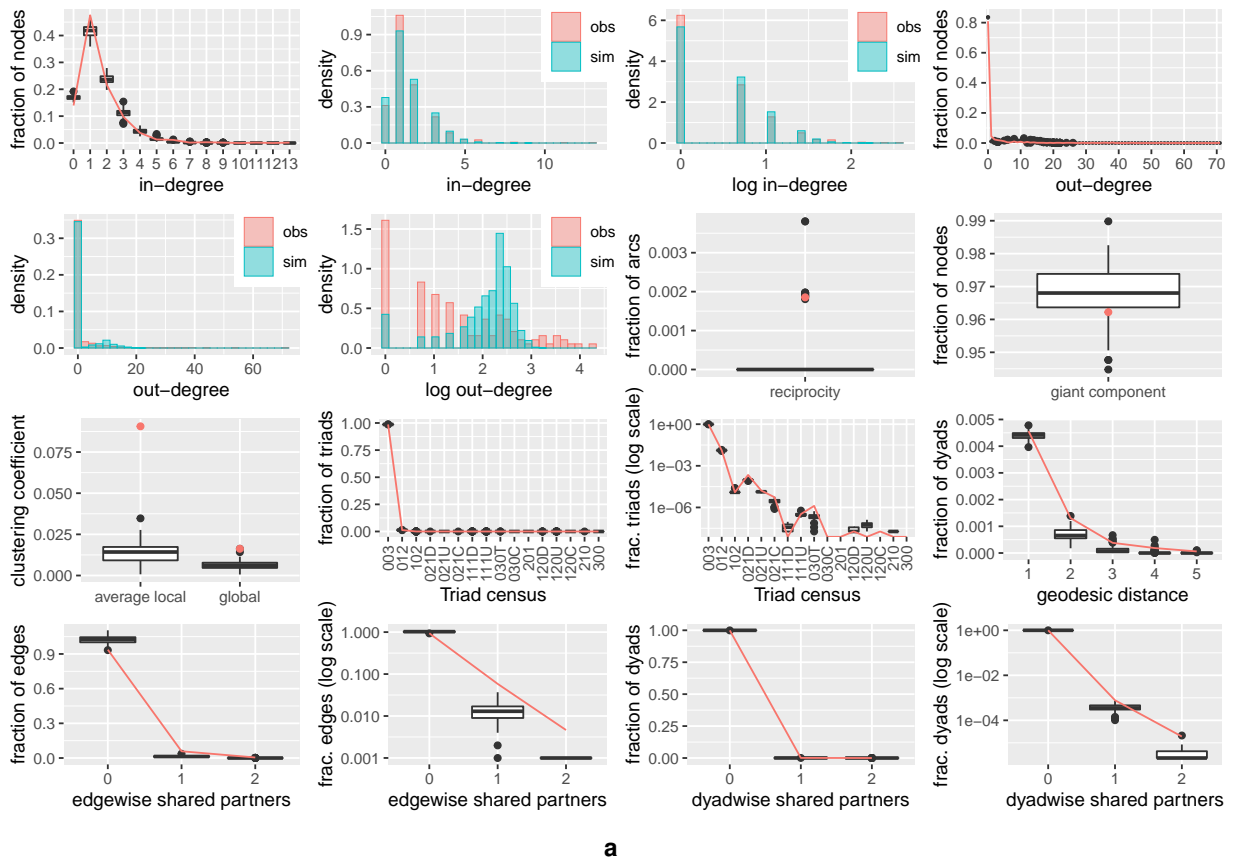 fraction of nodes
0.4
0.3
0.2
0.1
0.0
0 1 2 3 4 5 6 7 8 9 10 11 12 13
in−degree
density
0.9
0.6
0.3
0.0
0 5 10
in−degree
obs
sim
density
6
4
2
0
0 1 2
log in−degree
obs
sim
fraction of nodes
0.8
0.6
0.4
0.2
0.0
0 10 20 30 40 50 60 70
out−degree
density
0.3
0.2
0.1
0.0
0 20 40 60
out−degree
obs
sim
density
1.5
1.0
0.5
0.0
0 1 2 3 4
log out−degree
obs
sim
fraction of arcs
0.003
0.002
0.001
0.000
reciprocity
fraction of nodes
0.99
0.98
0.97
0.96
0.95
giant component
clustering coefficient
0.075
0.050
0.025
0.000
average local global
fraction of triads
1.00
0.75
0.50
0.25
0.00
003 012 102 021D 021U 021C 111D 111U 030T 030C 201 120D 120U 120C 210 300
Triad census
frac. triads (log scale)
1e+00
1e−03
1e−06
003 012 102 021D 021U 021C 111D 111U 030T 030C 201 120D 120U 120C 210 300
Triad census
fraction of dyads
0.005
0.004
0.003
0.002
0.001
0.000
1 2 3 4 5
geodesic distance
fraction of edges
0.9
0.6
0.3
0.0
0 1 2
edgewise shared partners
frac. edges (log scale)
1.000
0.100
0.010
0.001
0 1 2
edgewise shared partners
fraction of dyads
1.00
0.75
0.50
0.25
0.00
0 1 2
dyadwise shared partners
frac. dyads (log scale)
1e+00
1e−02
1e−04
0 1 2
dyadwise shared partners
a